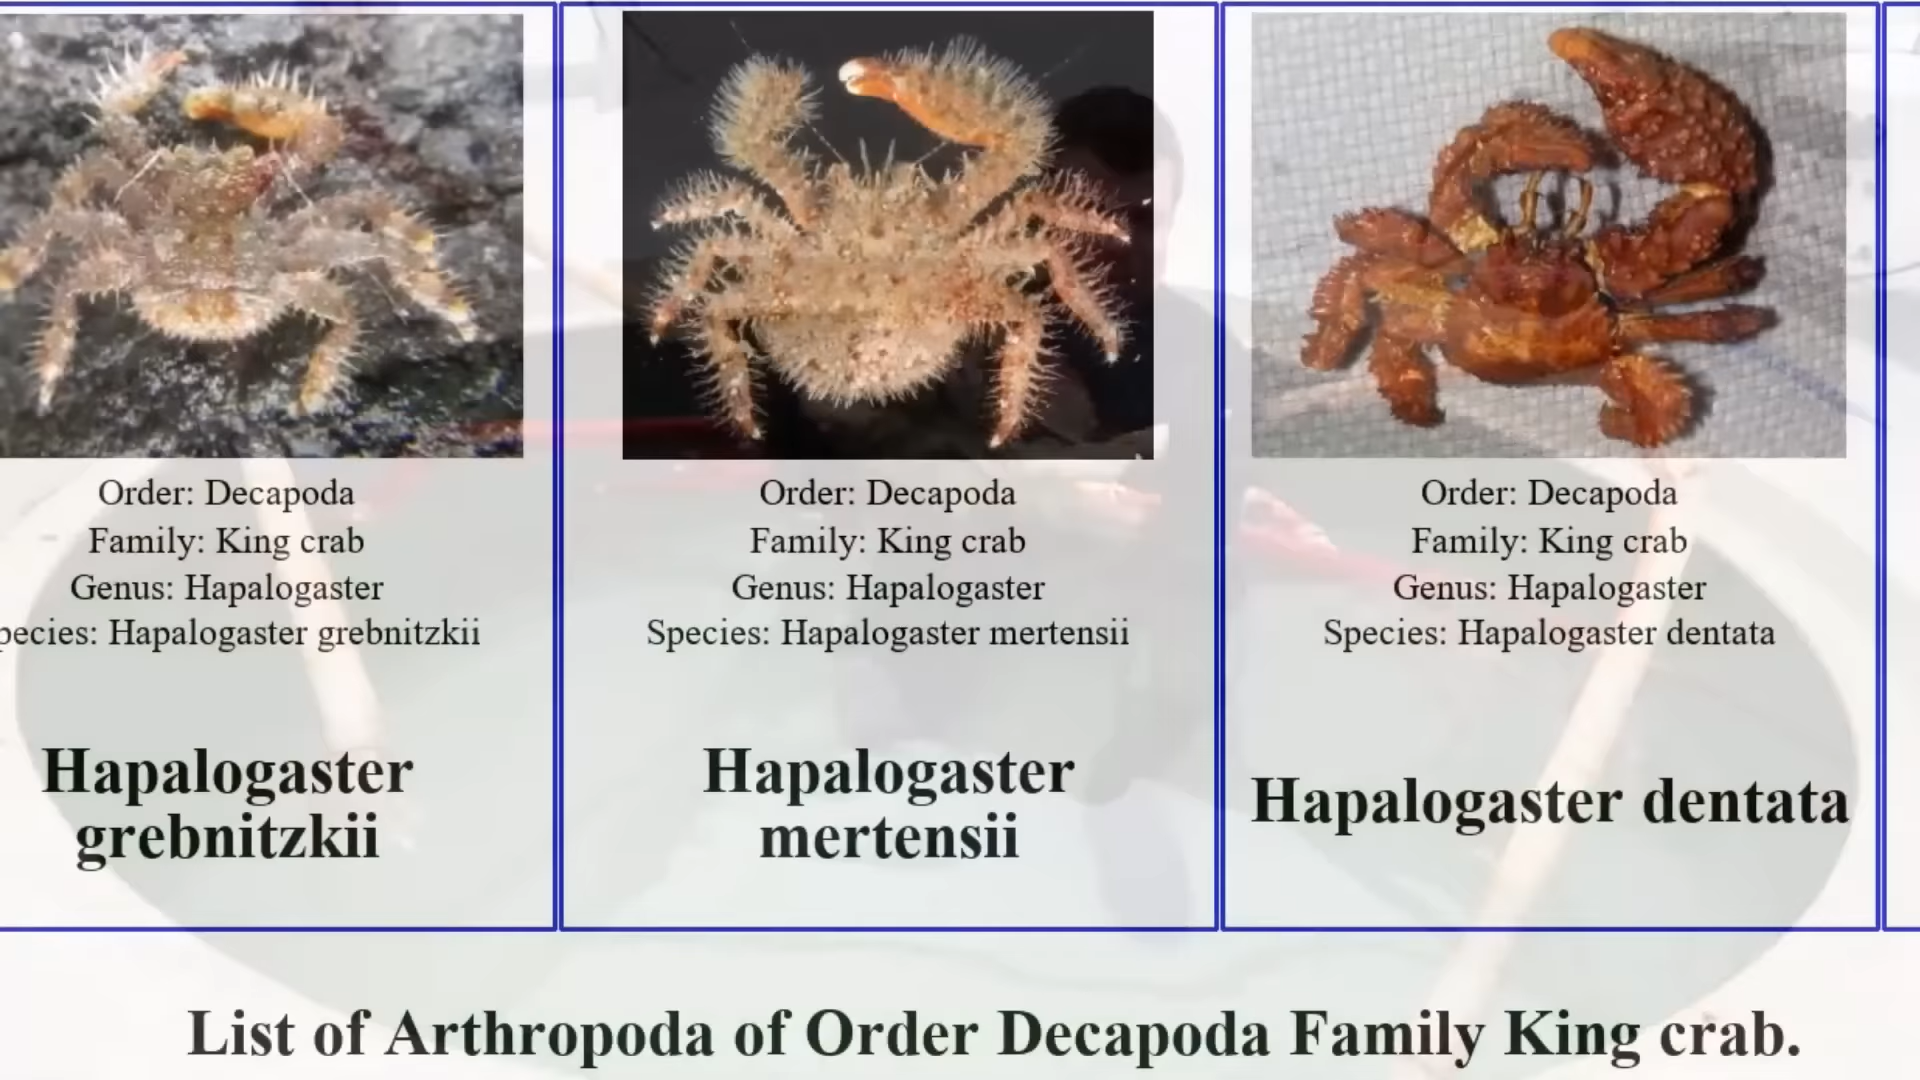 Order: Decapoda
Family: King crab
Genus: Hapalogaster
pecies: Hapalogaster grebnitzkii
Hapalogaster
grebnitzkii
Order: Decapoda
Family: King crab
Genus: Hapalogaster
Species: Hapalogaster mertensii
Hapalogaster
mertensii
Order: Decapoda
Family: King crab
Genus: Hapalogaster
Species: Hapalogaster dentata
Hapalogaster dentata
List of Arthropoda of Order Decapoda Family King crab.